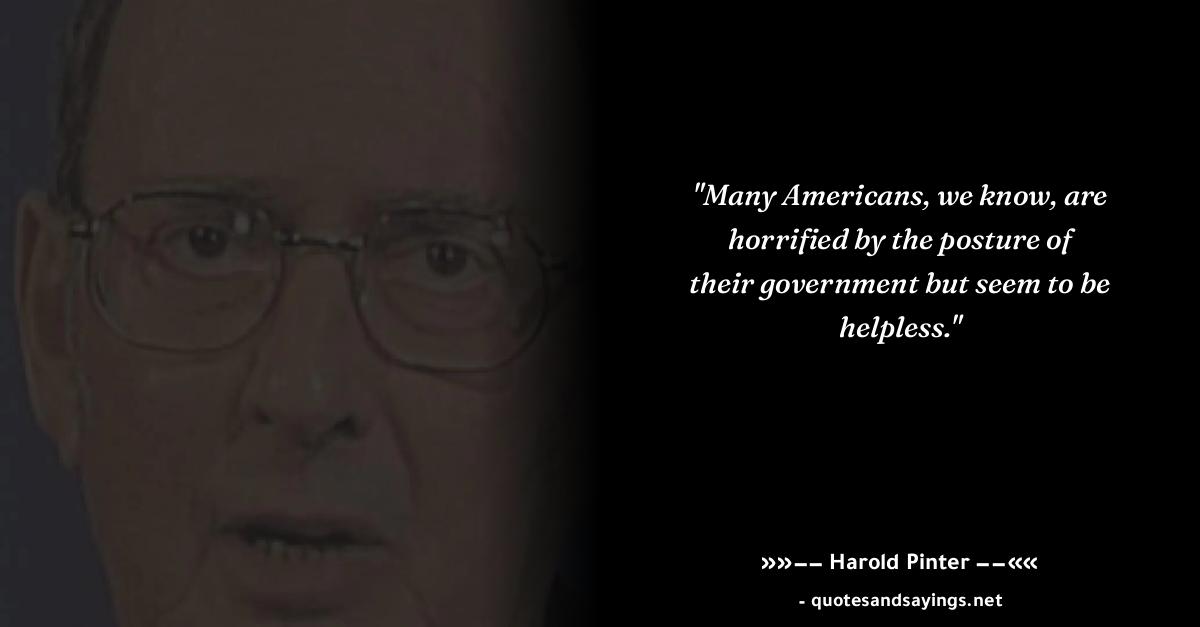 "Many Americans, we know, are
horrified by the posture of
their government but seem to be
helpless."
»»–– Harold Pinter ––««
- quotesandsayings.net